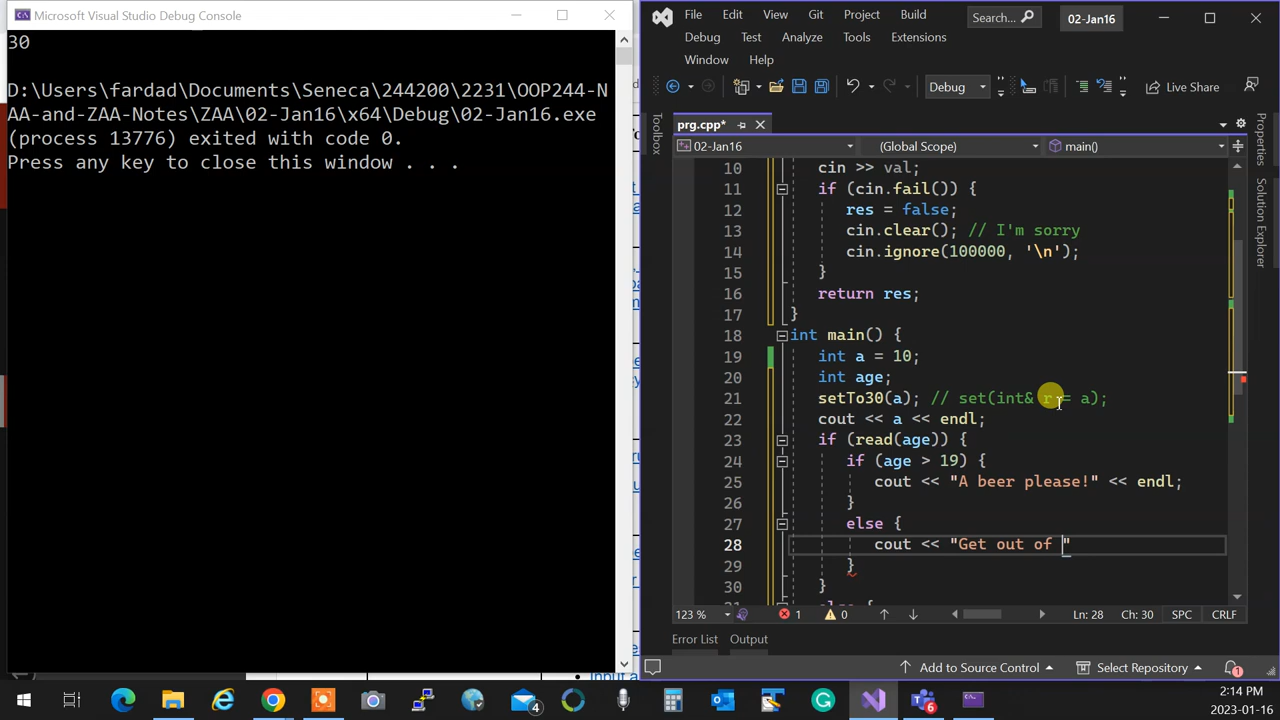 Microsoft Visual Studio Debug Console
30
D:\Users\fardad\Documents\Seneca\244200\2231\OOP244-N
AA-and-ZAA-Notes\ZAA\02-Jan16\x64\Debug\02-Jan16.exe
(process 13776) exited with code 0.
Press any key to close this window . . .
File Edit View Git Project Build Search... 02-Jan16
Debug Test Analyze Tools Extensions
Window Help
Debug Live Share
prg.cpp*
02-Jan16 (Global Scope) main()
Toolbox
Properties
Solution Explorer
10 cin >> val;
11 if (cin.fail()) {
12 res = false;
13 cin.clear(); // I'm sorry
14 cin.ignore(100000, '\n');
15 }
16 return res;
17 }
18 int main() {
19 int a = 10;
20 int age;
21 setTo30(a); // set(int& r = a);
22 cout << a << endl;
23 if (read(age)) {
24 if (age > 19) {
25 cout << "A beer please!" << endl;
26 }
27 else {
28 cout << "Get out of "
29 }
30 }
123 % 1 0 Ln: 28 Ch: 30 SPC CRLF
Error List Output
Add to Source Control Select Repository 1
6 4 2:14 PM
2023-01-16